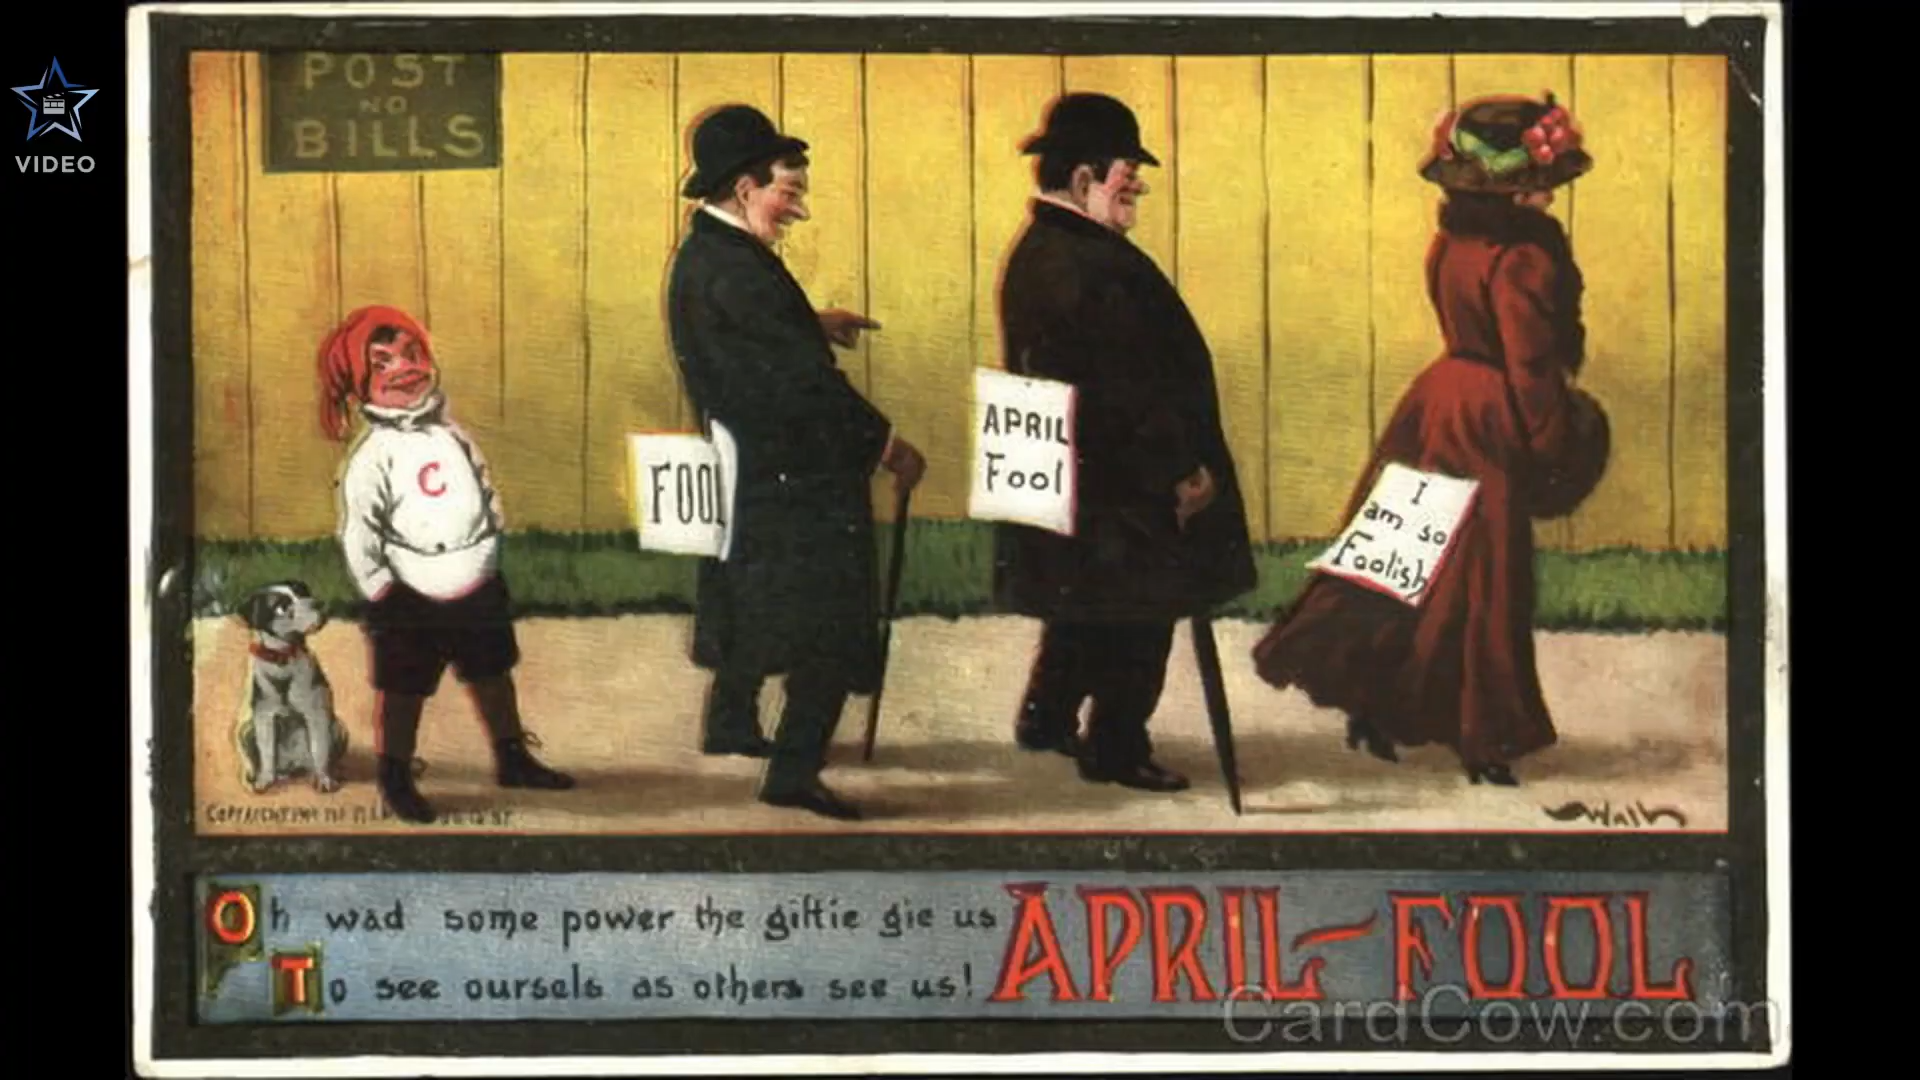 VIDEO
POST
NO
BILLS
C
FOOL
APRIL
Fool
I
am so
Foolish
Walh
Oh wad some power the giftie gie us
To see oursels as others see us!
APRIL-FOOL
CardCow.com